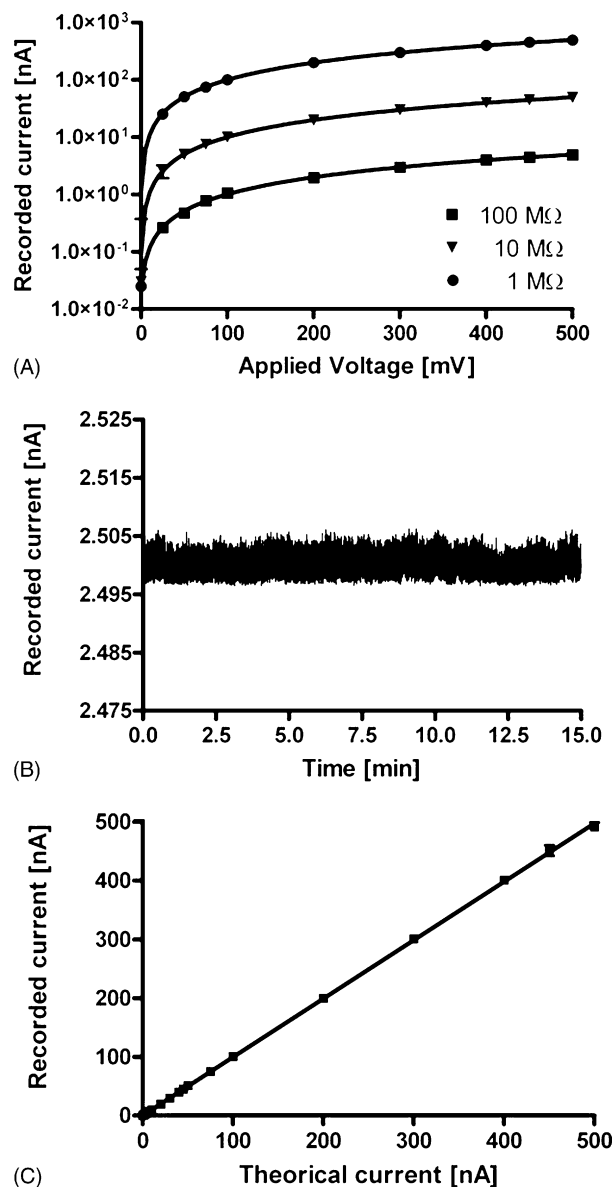 1.0×10³
1.0×10²
1.0×10¹
1.0×10⁰
1.0×10⁻¹
1.0×10⁻²
Recorded current [nA]
100 MΩ
10 MΩ
1 MΩ
0 100 200 300 400 500
Applied Voltage [mV]
(A)
2.525
2.515
2.505
2.495
2.485
2.475
Recorded current [nA]
0.0 2.5 5.0 7.5 10.0 12.5 15.0
Time [min]
(B)
500
400
300
200
100
0
Recorded current [nA]
0 100 200 300 400 500
Theorical current [nA]
(C)